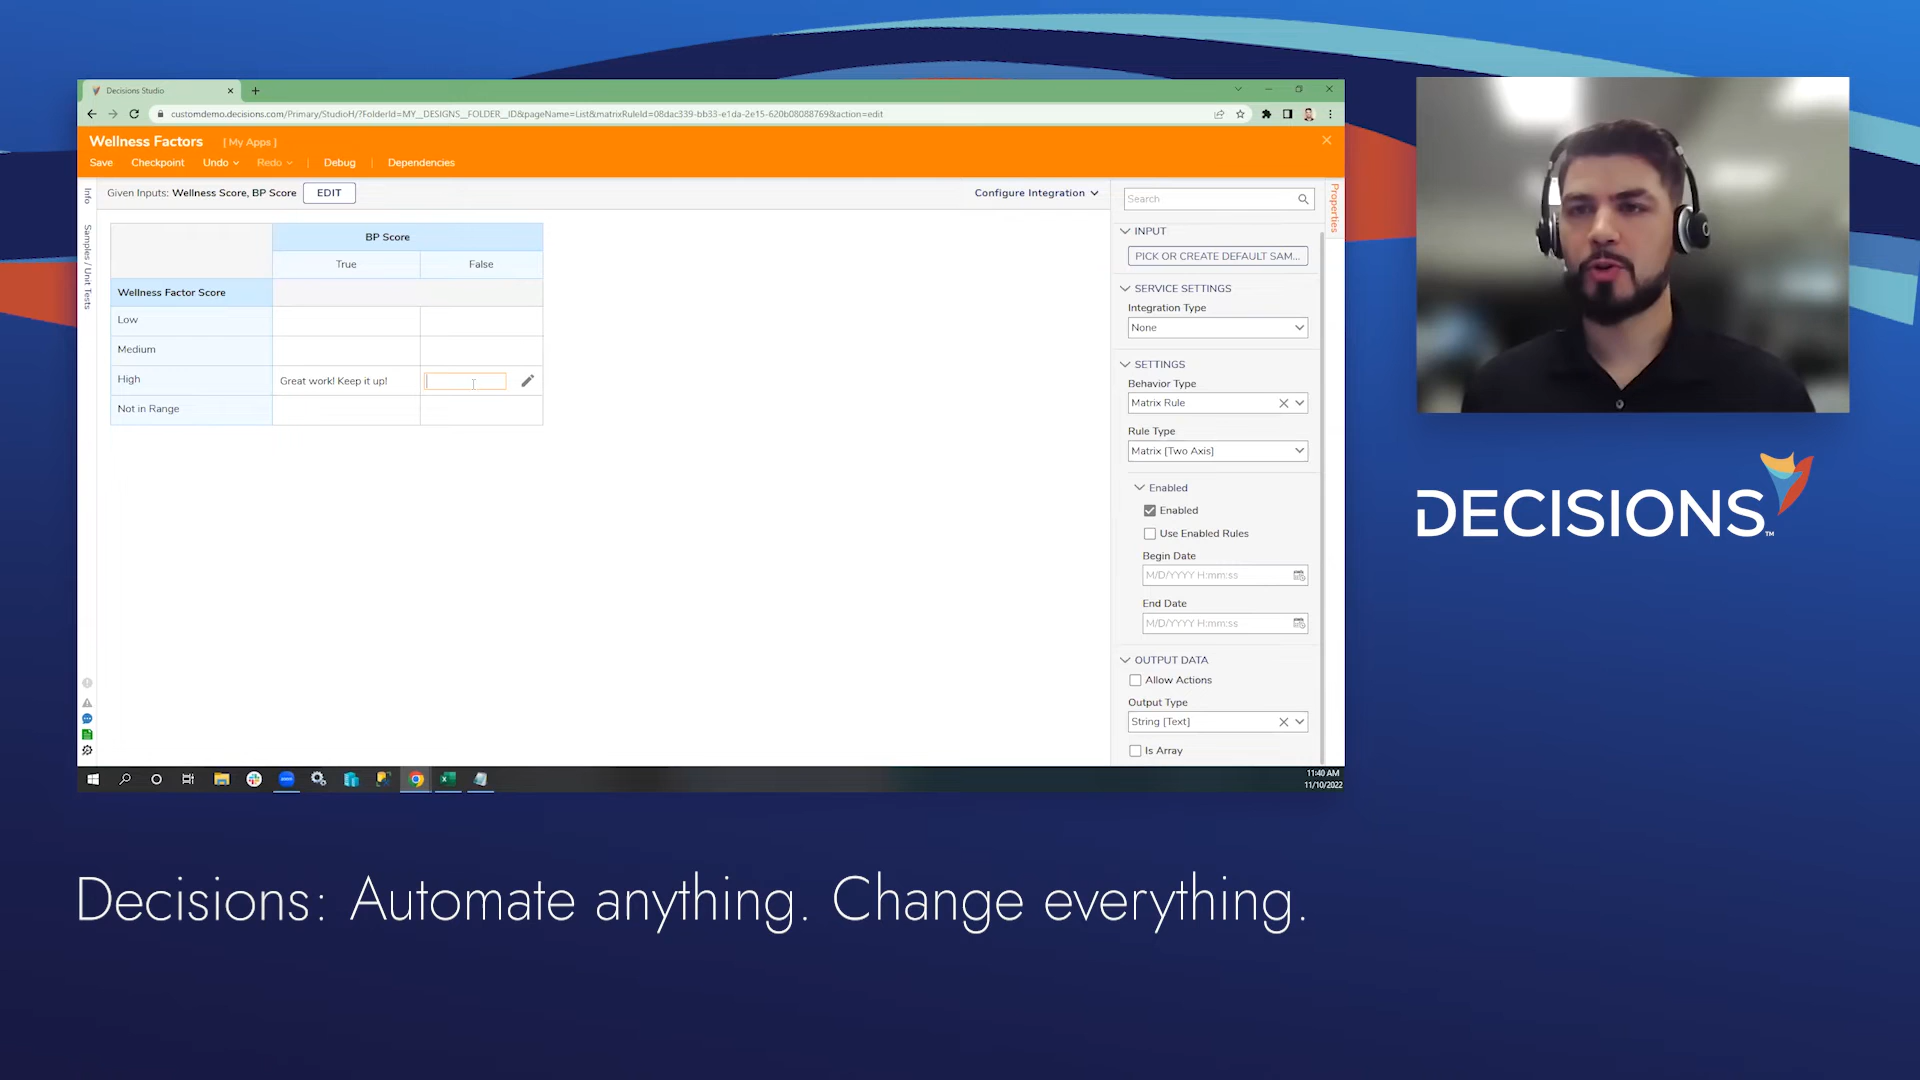 Decisions Studio
customdemo.decisions.com/Primary/StudioH/?FolderId=MY__DESIGNS__FOLDER__ID&pageName=List&matrixRuleId=08dac339-bb33-e1da-2e15-620b08088769&action=edit
Wellness Factors [ My Apps ]
Save Checkpoint Undo Redo Debug Dependencies
Info
Samples / Unit Tests
Given Inputs: Wellness Score, BP Score EDIT
Configure Integration
BP Score
True False
Wellness Factor Score
Low
Medium
High Great work! Keep it up!
Not in Range
Search
Properties
INPUT
PICK OR CREATE DEFAULT SAM...
SERVICE SETTINGS
Integration Type
None
SETTINGS
Behavior Type
Matrix Rule
Rule Type
Matrix [Two Axis]
Enabled
Enabled
Use Enabled Rules
Begin Date
M/D/YYYY H:mm:ss
End Date
M/D/YYYY H:mm:ss
OUTPUT DATA
Allow Actions
Output Type
String [Text]
Is Array
11:40 AM
11/10/2022
DECISIONS™
Decisions: Automate anything. Change everything.